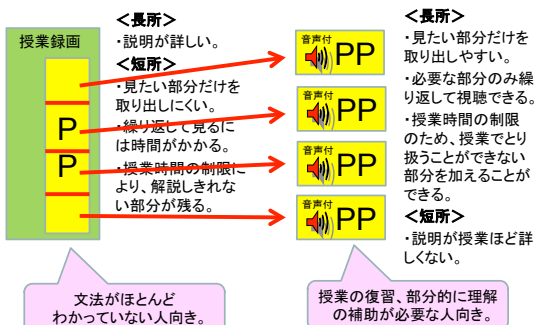 授業録画
P
P
＜長所＞
・説明が詳しい。
＜短所＞
・見たい部分だけを
取り出しにくい。
・繰り返して見るに
は時間がかかる。
・授業時間の制限に
より、解説しきれな
い部分が残る。
文法がほとんど
わかっていない人向き。
音声付
PP
音声付
PP
音声付
PP
音声付
PP
＜長所＞
・見たい部分だけを
取り出しやすい。
・必要な部分のみ繰
り返して視聴できる。
・授業時間の制限
のため、授業でとり
扱うことができない
部分を加えることが
できる。
＜短所＞
・説明が授業ほど詳
しくない。
授業の復習、部分的に理解
の補助が必要な人向き。